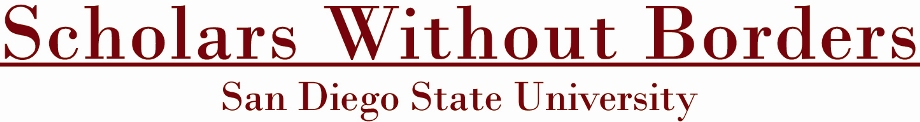 Scholars Without Borders
San Diego State University